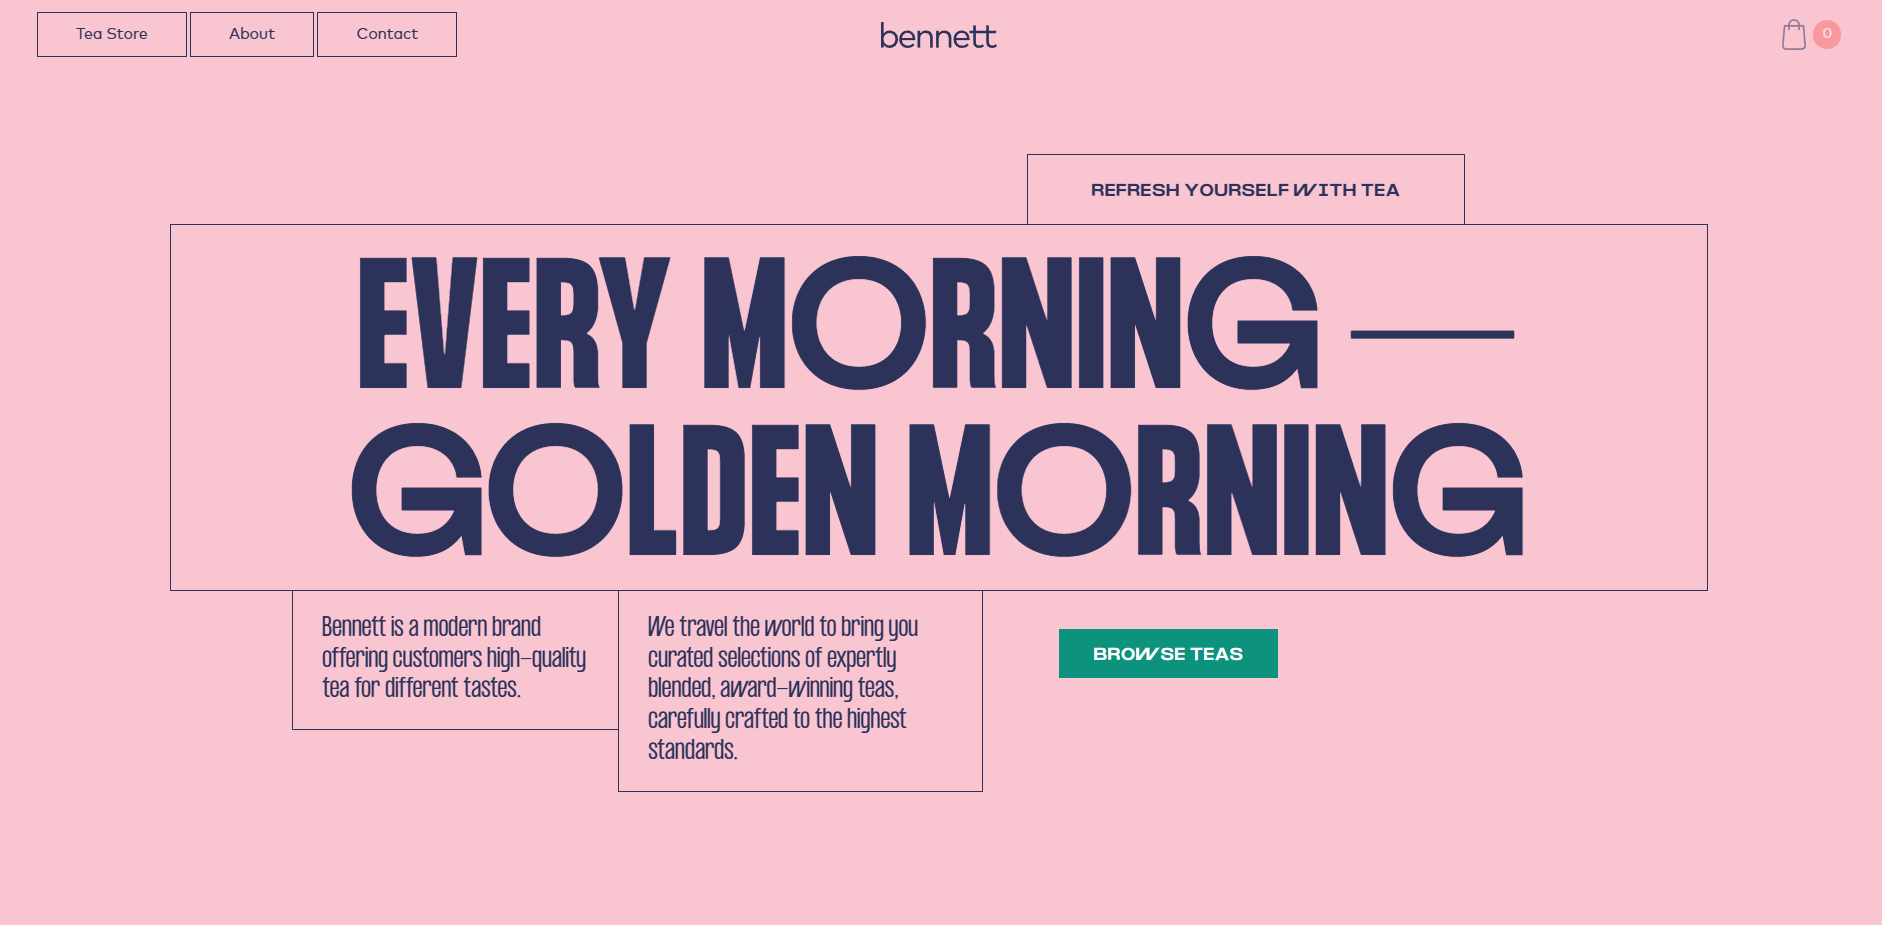 Tea Store
About
Contact
bennett
0
REFRESH YOURSELF WITH TEA
EVERY MORNING —
GOLDEN MORNING
Bennett is a modern brand
offering customers high–quality
tea for different tastes.
We travel the world to bring you
curated selections of expertly
blended, award–winning teas,
carefully crafted to the highest
standards.
BROWSE TEAS